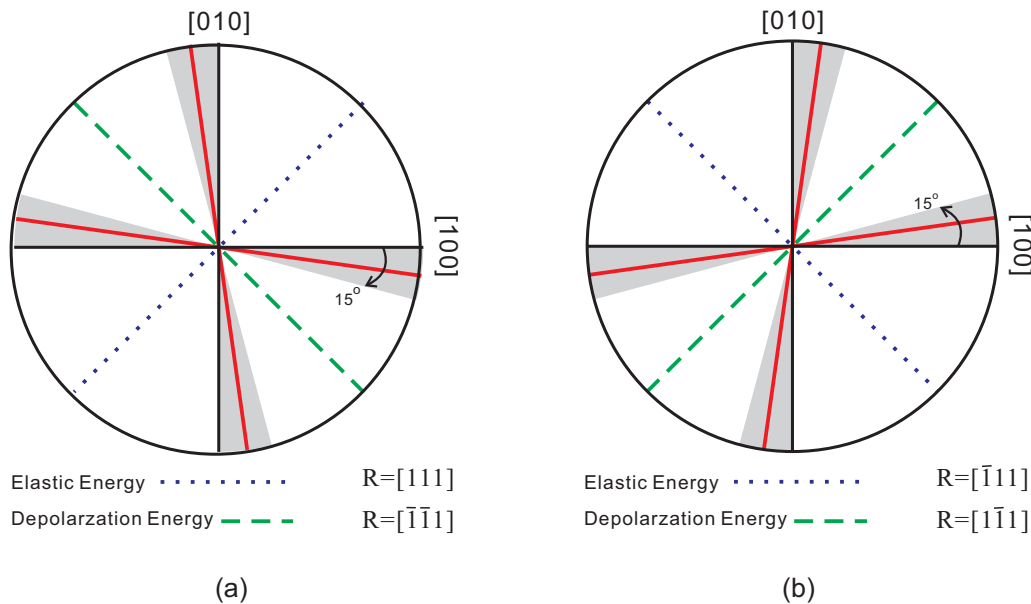 [010]
[100]
15°
Elastic Energy
R=[111]
Depolarzation Energy
R=[1̄1̄1]
(a)
[010]
[100]
15°
Elastic Energy
R=[1̄11]
Depolarzation Energy
R=[11̄1]
(b)